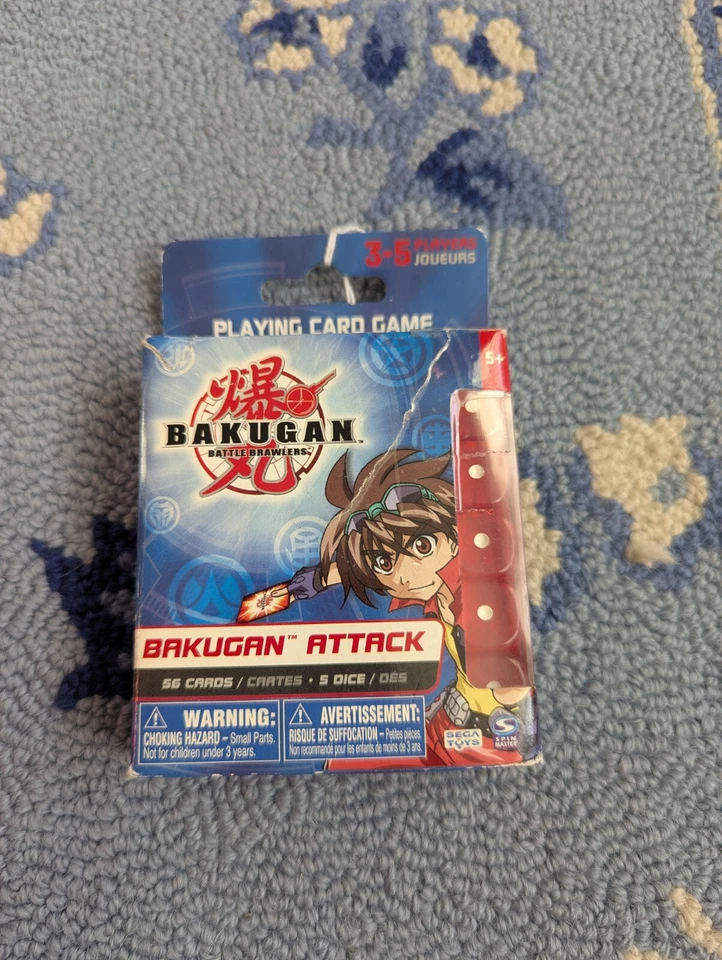 3-5 PLAYERS
JOUEURS
PLAYING CARD GAME
5+
爆
BAKUGAN™
BATTLE BRAWLERS™
丸
BAKUGAN™ ATTACK
56 CARDS / CARTES • 5 DICE / DÉS
WARNING:
CHOKING HAZARD – Small Parts.
Not for children under 3 years.
AVERTISSEMENT:
RISQUE DE SUFFOCATION – Petites pièces.
Non recommandé pour les enfants de moins de 3 ans.
SEGA
TOYS
SPIN
MASTER